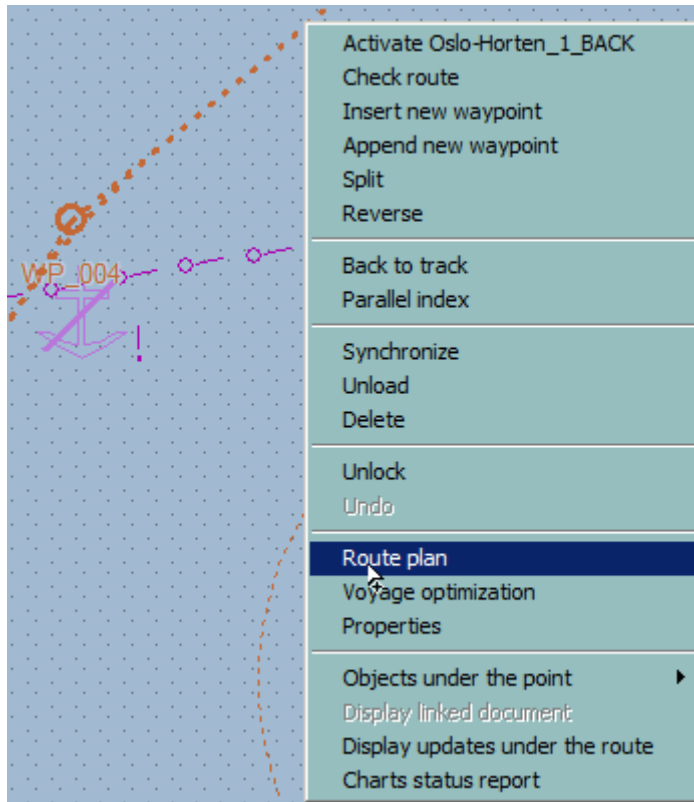 Activate Oslo-Horten_1_BACK
Check route
Insert new waypoint
Append new waypoint
Split
Reverse
Back to track
WP_004
Parallel index
!
Synchronize
Unload
Delete
Unlock
Undo
Route plan
Voyage optimization
Properties
Objects under the point
Display linked document
Display updates under the route
Charts status report